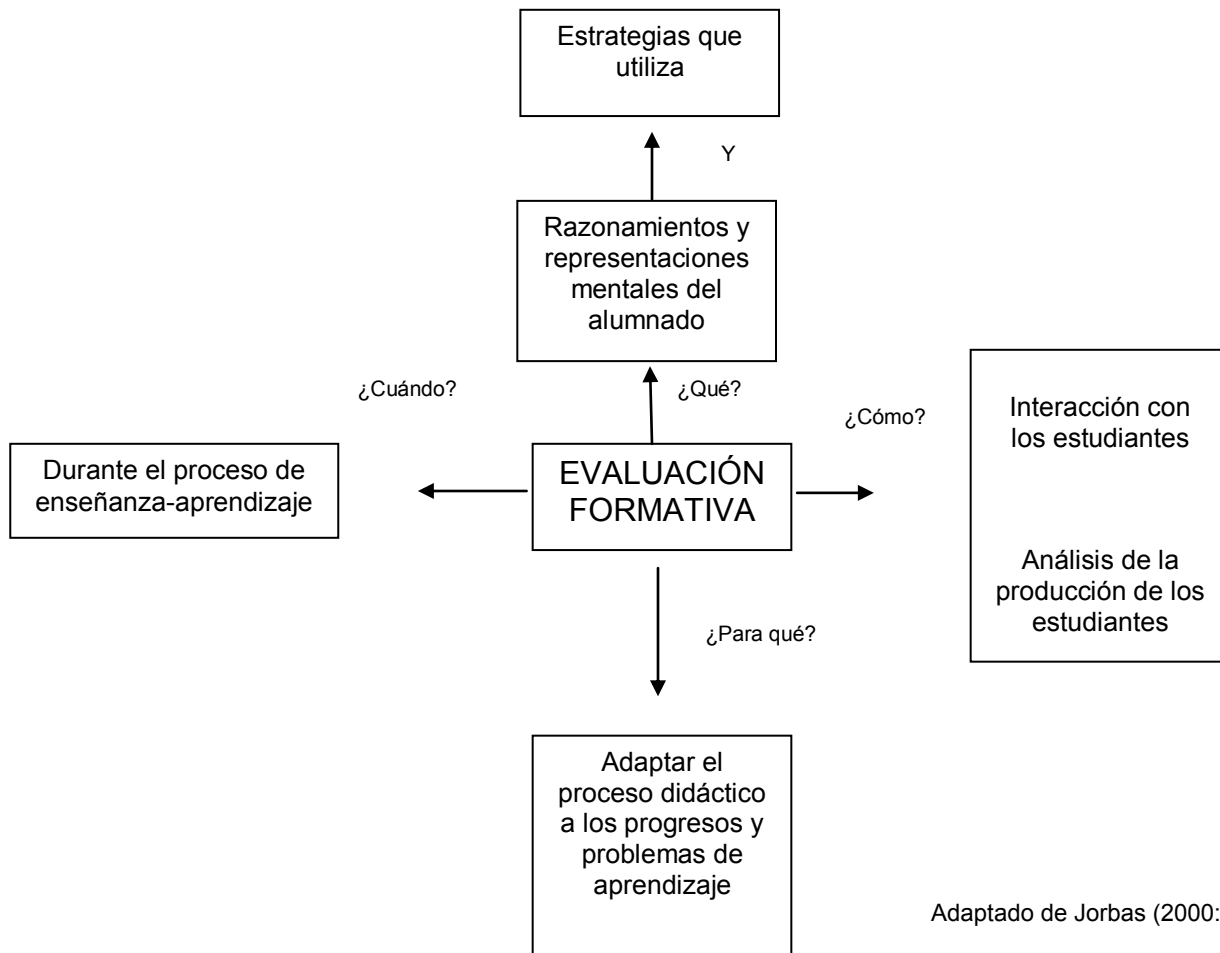 Estrategias que
utiliza
Y
Razonamientos y
representaciones
mentales del
alumnado
¿Cuándo?
¿Qué?
¿Cómo?
Durante el proceso de
enseñanza-aprendizaje
EVALUACIÓN
FORMATIVA
Interacción con
los estudiantes
Análisis de la
producción de los
estudiantes
¿Para qué?
Adaptar el
proceso didáctico
a los progresos y
problemas de
aprendizaje
Adaptado de Jorbas (2000: